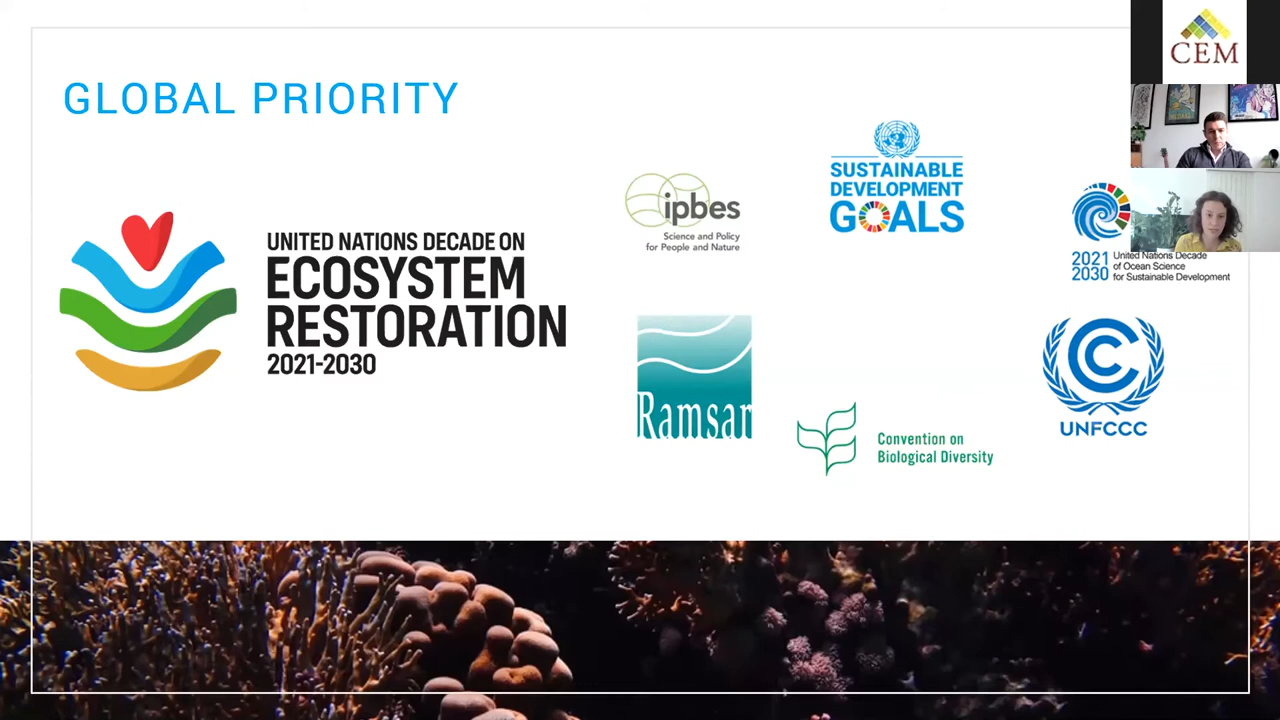 GLOBAL PRIORITY
UNITED NATIONS DECADE ON
ECOSYSTEM
RESTORATION
2021-2030
ipbes
Science and Policy
for People and Nature
SUSTAINABLE
DEVELOPMENT
GOALS
2021
2030
United Nations Decade
of Ocean Science
for Sustainable Development
Ramsar
Convention on
Biological Diversity
UNFCCC
CEM